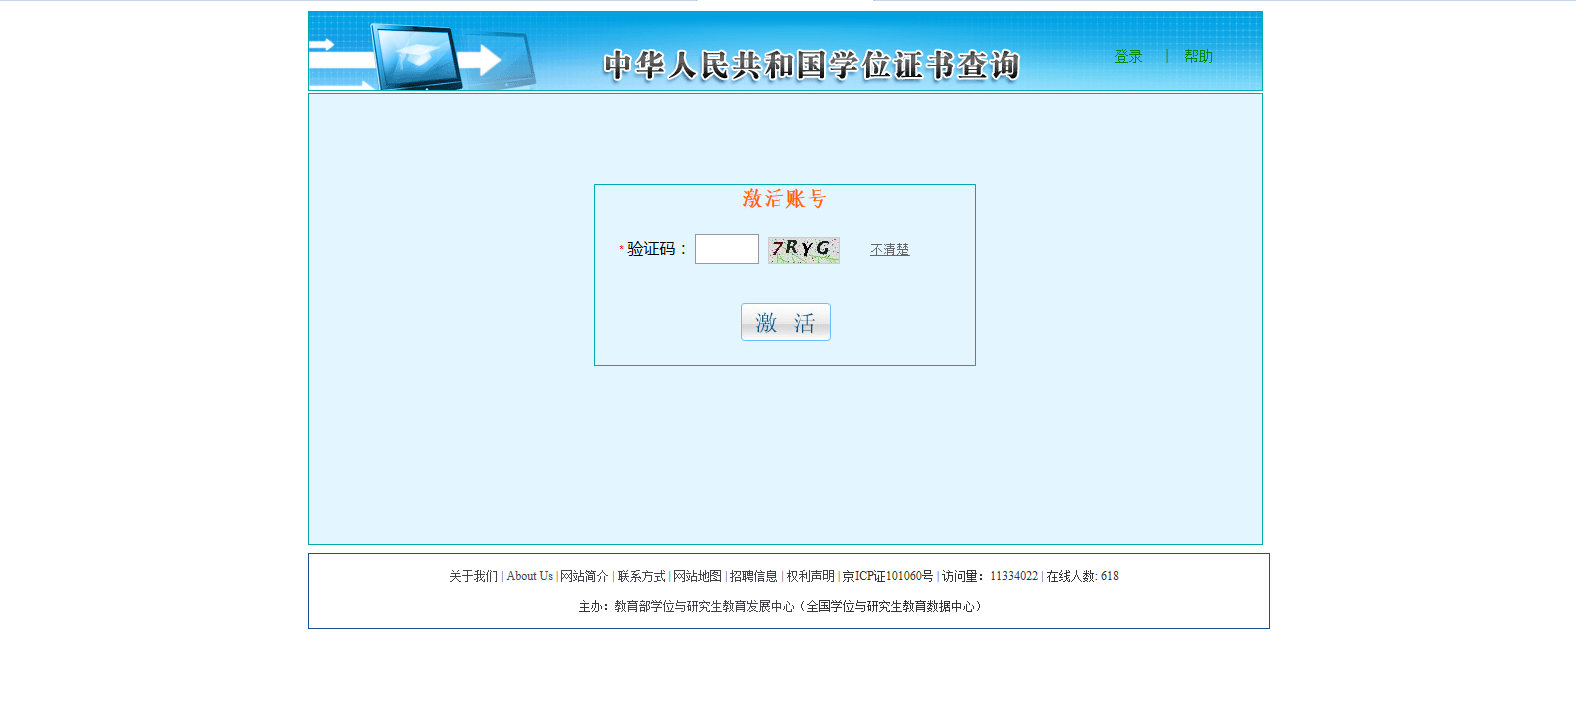 中华人民共和国学位证书查询
登录 | 帮助
激活账号
* 验证码： 7RYG 不清楚
激 活
关于我们 | About Us | 网站简介 | 联系方式 | 网站地图 | 招聘信息 | 权利声明 | 京ICP证101060号 | 访问量：11334022 | 在线人数: 618
主办：教育部学位与研究生教育发展中心（全国学位与研究生教育数据中心）